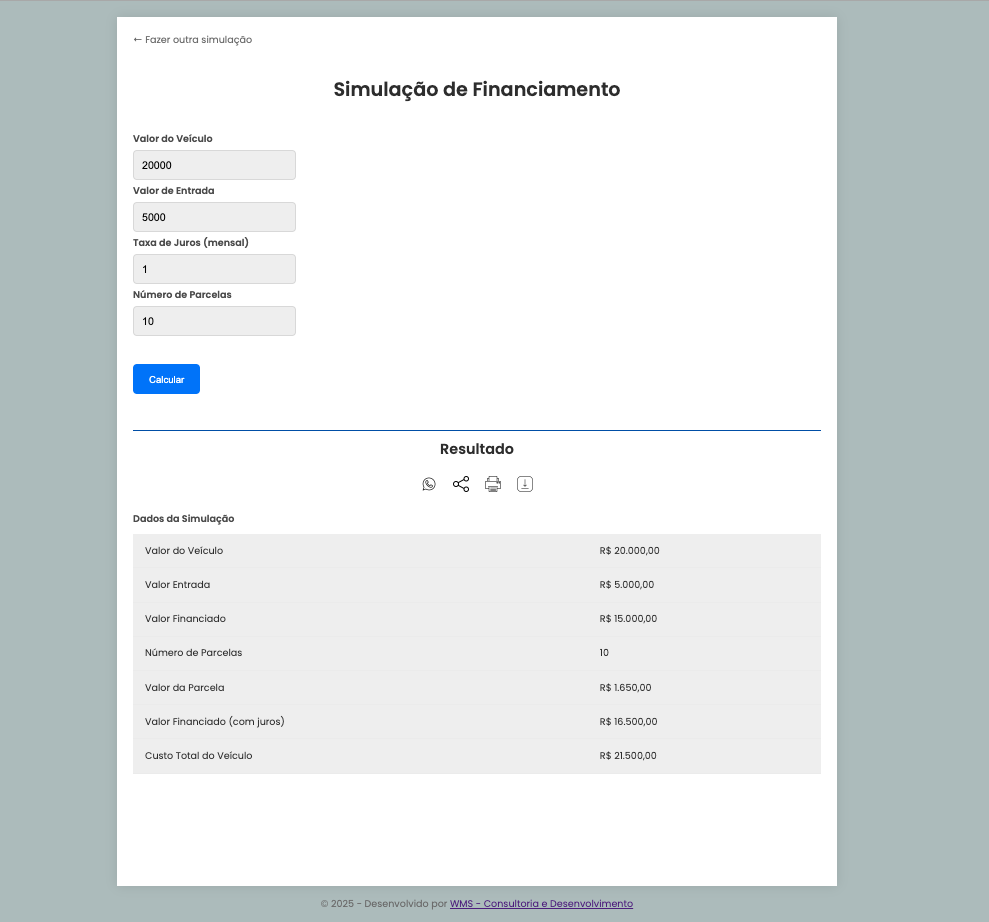 ← Fazer outra simulação
Simulação de Financiamento
Valor do Veículo
20000
Valor de Entrada
5000
Taxa de Juros (mensal)
1
Número de Parcelas
10
Calcular
Resultado
Dados da Simulação
Valor do Veículo R$ 20.000,00
Valor Entrada R$ 5.000,00
Valor Financiado R$ 15.000,00
Número de Parcelas 10
Valor da Parcela R$ 1.650,00
Valor Financiado (com juros) R$ 16.500,00
Custo Total do Veículo R$ 21.500,00
© 2025 - Desenvolvido por WMS - Consultoria e Desenvolvimento